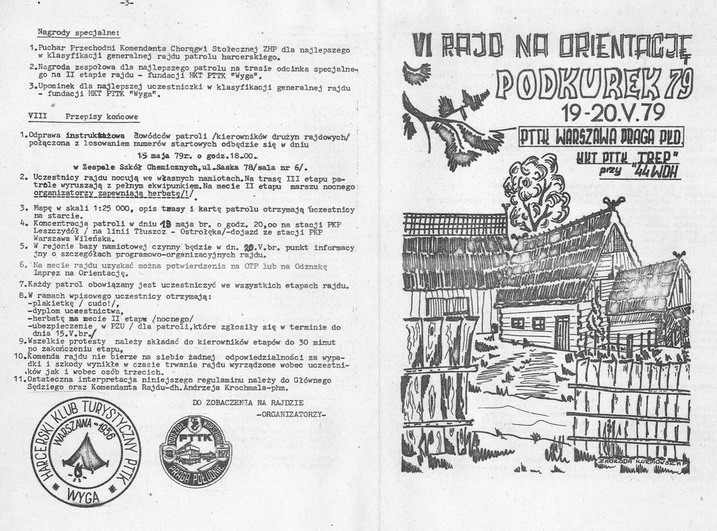 -3-
Nagrody specjalne:
1.Puchar Przechodni Komendanta Chorągwi Stołecznej ZHP dla najlepszego
w klasyfikacji generalnej rajdu patrolu harcerskiego.
2.Nagroda zespołowa dla najlepszego patrolu na trasie odcinka specjalne-
go na II etapie rajdu - fundacji HKT PTTK "Wyga".
3.Upominek dla najlepszej uczestniczki w klasyfikacji generalnej rajdu
- fundacji HKT PTTK "Wyga".
VIII Przepisy końcowe
1.Odprawa instruktażowa dowódców patroli /kierowników drużyn rajdowych/
połączona z losowaniem numerów startowych odbędzie się w dniu
15 maja 79r. o godz.18.00.
w Zespole Szkół Chemicznych,ul.Saska 78/sala nr 6/.
2. Uczestnicy rajdu nocują we własnych namiotach.Na trasę III etapu pa-
trole wyruszają z pełnym ekwipunkiem.Na mecie II etapu marszu nocnego
organizatorzy zapewniają herbatę/!/
3. Mapę w skali 1:25 000, opis trasy i kartę patrolu otrzymają uczestnicy
na starcie.
4. Koncentracja patroli w dniu 18 maja br. o godz. 20,00 na stacji PKP
Leszczydół / na linii Tłuszcz - Ostrołęka/-dojazd ze stacji PKP
Warszawa Wileńska.
5. W rejonie bazy namiotowej czynny będzie w dn. 20.V.br. punkt informacy
jny o szczegółach programowo-organizacyjnych rajdu.
6. Na mecie rajdu uzyskać można potwierdzenia na OTP lub na Odznakę
Imprez na Orientację.
7.Każdy patrol obowiązany jest uczestniczyć we wszystkich etapach rajdu.
8.W ramach wpisowego uczestnicy otrzymają:
-plakietkę / cudo!/,
-dyplom uczestnictwa,
-herbatę na mecie II etapu /nocnego/
-ubezpieczenie w PZU / dla patroli,które zgłosiły się w terminie do
dnia 15.V.br./
9.Wszelkie protesty należy składać do kierowników etapów do 30 minut
po zakończeniu etapu.
10.Komenda rajdu nie bierze na siebie żadnej odpowiedzialności za wypa-
dki i szkody wynikłe w czasie trwania rajdu wyrządzone wobec uczestni-
ków jak i wobec osób trzecich.
11.Ostateczna interpretacja niniejszego regulaminu należy do Głównego
Sędziego oraz Komendanta Rajdu-dh.Andrzeja Krochmala-phm.
DO ZOBACZENIA NA RAJDZIE
-ORGANIZATORZY-
HARCERSKI KLUB TURYSTYCZNY PTTK
WARSZAWA-1956
WYGA
PTTK
PRAGA POŁUDNIE
VI RAJD NA ORIENTACJĘ
PODKUREK 79
19-20.V.79
PTTK WARSZAWA PRAGA PŁD.
HKT PTTK "TREP"
przy "44 WDH"
ZAGRODA KURPIOWSKA